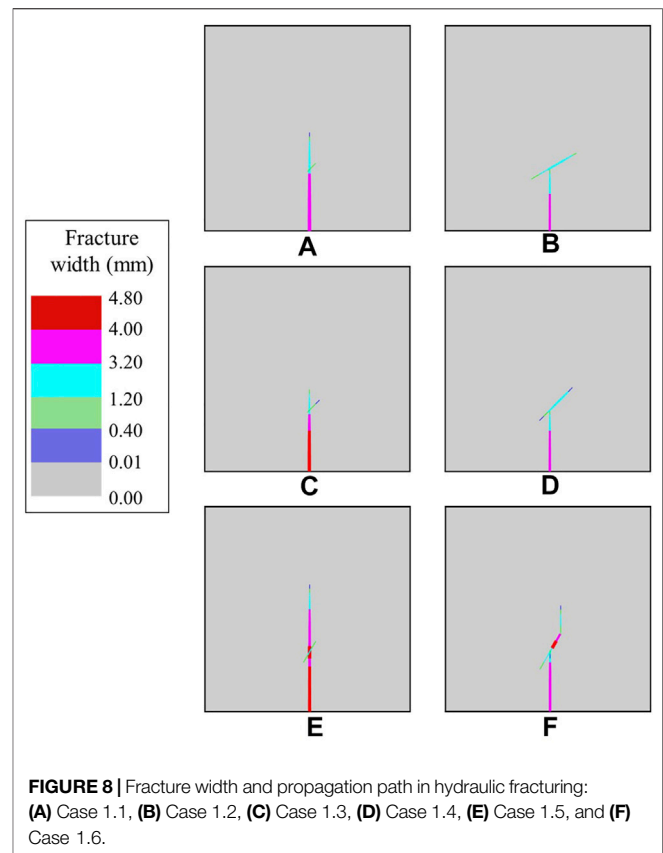 A
B
Fracture
width (mm)
4.80
4.00
3.20
1.20
0.40
0.01
0.00
C
D
E
F
FIGURE 8 | Fracture width and propagation path in hydraulic fracturing:
(A) Case 1.1, (B) Case 1.2, (C) Case 1.3, (D) Case 1.4, (E) Case 1.5, and (F)
Case 1.6.